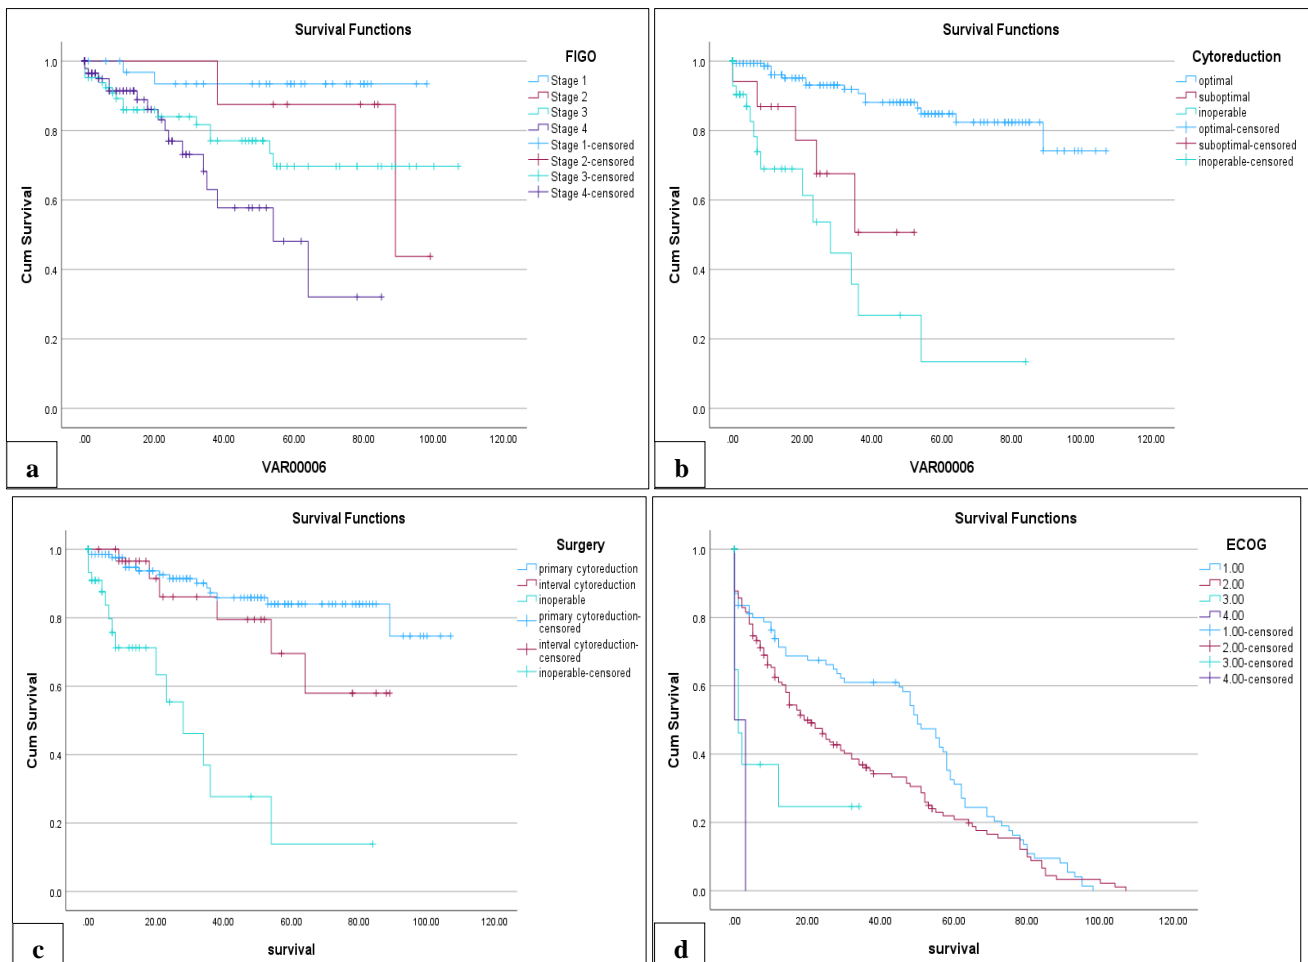 Survival Functions
Cum Survival
1.0
0.8
0.6
0.4
0.2
0.0
.00 20.00 40.00 60.00 80.00 100.00 120.00
VAR00006
FIGO
Stage 1
Stage 2
Stage 3
Stage 4
Stage 1-censored
Stage 2-censored
Stage 3-censored
Stage 4-censored
a
Survival Functions
Cum Survival
1.0
0.8
0.6
0.4
0.2
0.0
.00 20.00 40.00 60.00 80.00 100.00 120.00
VAR00006
Cytoreduction
optimal
suboptimal
inoperable
optimal-censored
suboptimal-censored
inoperable-censored
b
Survival Functions
Cum Survival
1.0
0.8
0.6
0.4
0.2
0.0
.00 20.00 40.00 60.00 80.00 100.00 120.00
survival
Surgery
primary cytoreduction
interval cytoreduction
inoperable
primary cytoreduction-
censored
interval cytoreduction-
censored
inoperable-censored
c
Survival Functions
Cum Survival
1.0
0.8
0.6
0.4
0.2
0.0
.00 20.00 40.00 60.00 80.00 100.00 120.00
survival
ECOG
1.00
2.00
3.00
4.00
1.00-censored
2.00-censored
3.00-censored
4.00-censored
d